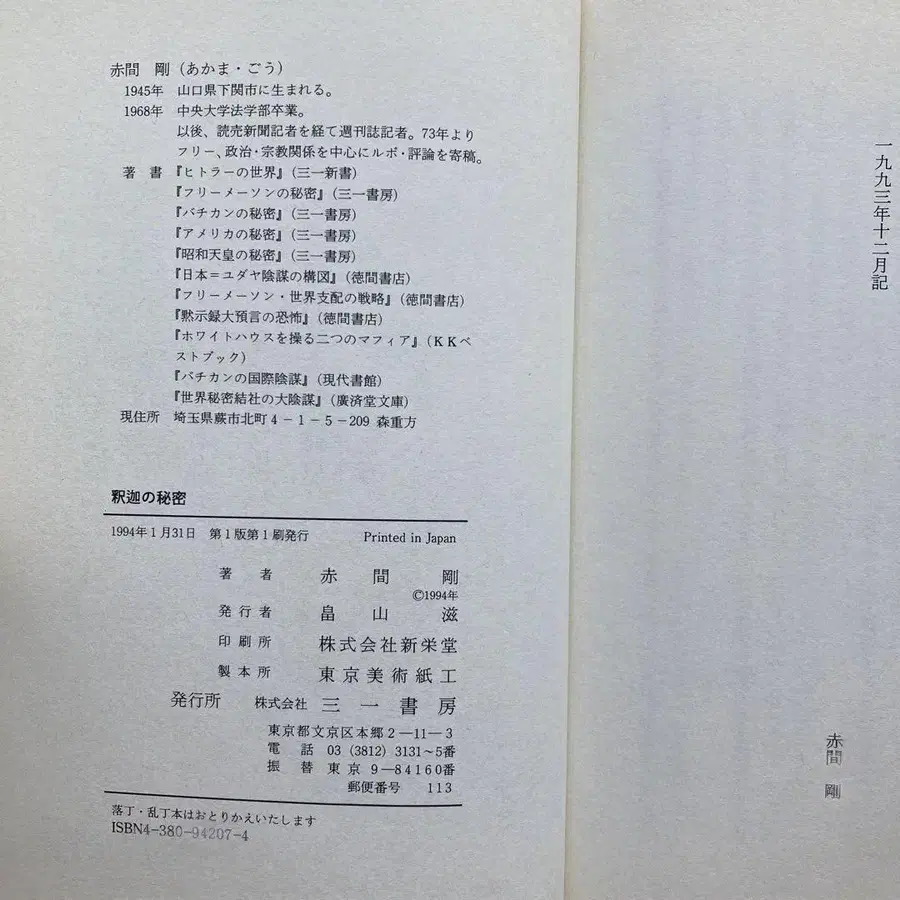 一九九三年十二月記
赤間 剛
赤間 剛(あかま・ごう)
1945年 山口県下関市に生まれる。
1968年 中央大学法学部卒業。
以後、読売新聞記者を経て週刊誌記者。73年より
フリー、政治・宗教関係を中心にルポ・評論を寄稿。
著 書 『ヒトラーの世界』(三一新書)
『フリーメーソンの秘密』(三一書房)
『バチカンの秘密』(三一書房)
『アメリカの秘密』(三一書房)
『昭和天皇の秘密』(三一書房)
『日本=ユダヤ陰謀の構図』(徳間書店)
『フリーメーソン・世界支配の戦略』(徳間書店)
『黙示録大預言の恐怖』(徳間書店)
『ホワイトハウスを操る二つのマフィア』(KKベ
ストブック)
『バチカンの国際陰謀』(現代書館)
『世界秘密結社の大陰謀』(廣済堂文庫)
現住所 埼玉県蕨市北町4-1-5-209 森重方
釈迦の秘密
1994年1月31日 第1版第1刷発行 Printed in Japan
著 者 赤 間 剛
©1994年
発行者 畠 山 滋
印刷所 株式会社新栄堂
製本所 東京美術紙工
発行所 株式会社 三 一 書 房
東京都文京区本郷2―11―3
電 話 03 (3812) 3131~5番
振 替 東 京 9―84160番
郵便番号 113
落丁・乱丁本はおとりかえいたします
ISBN4-380-94207-4